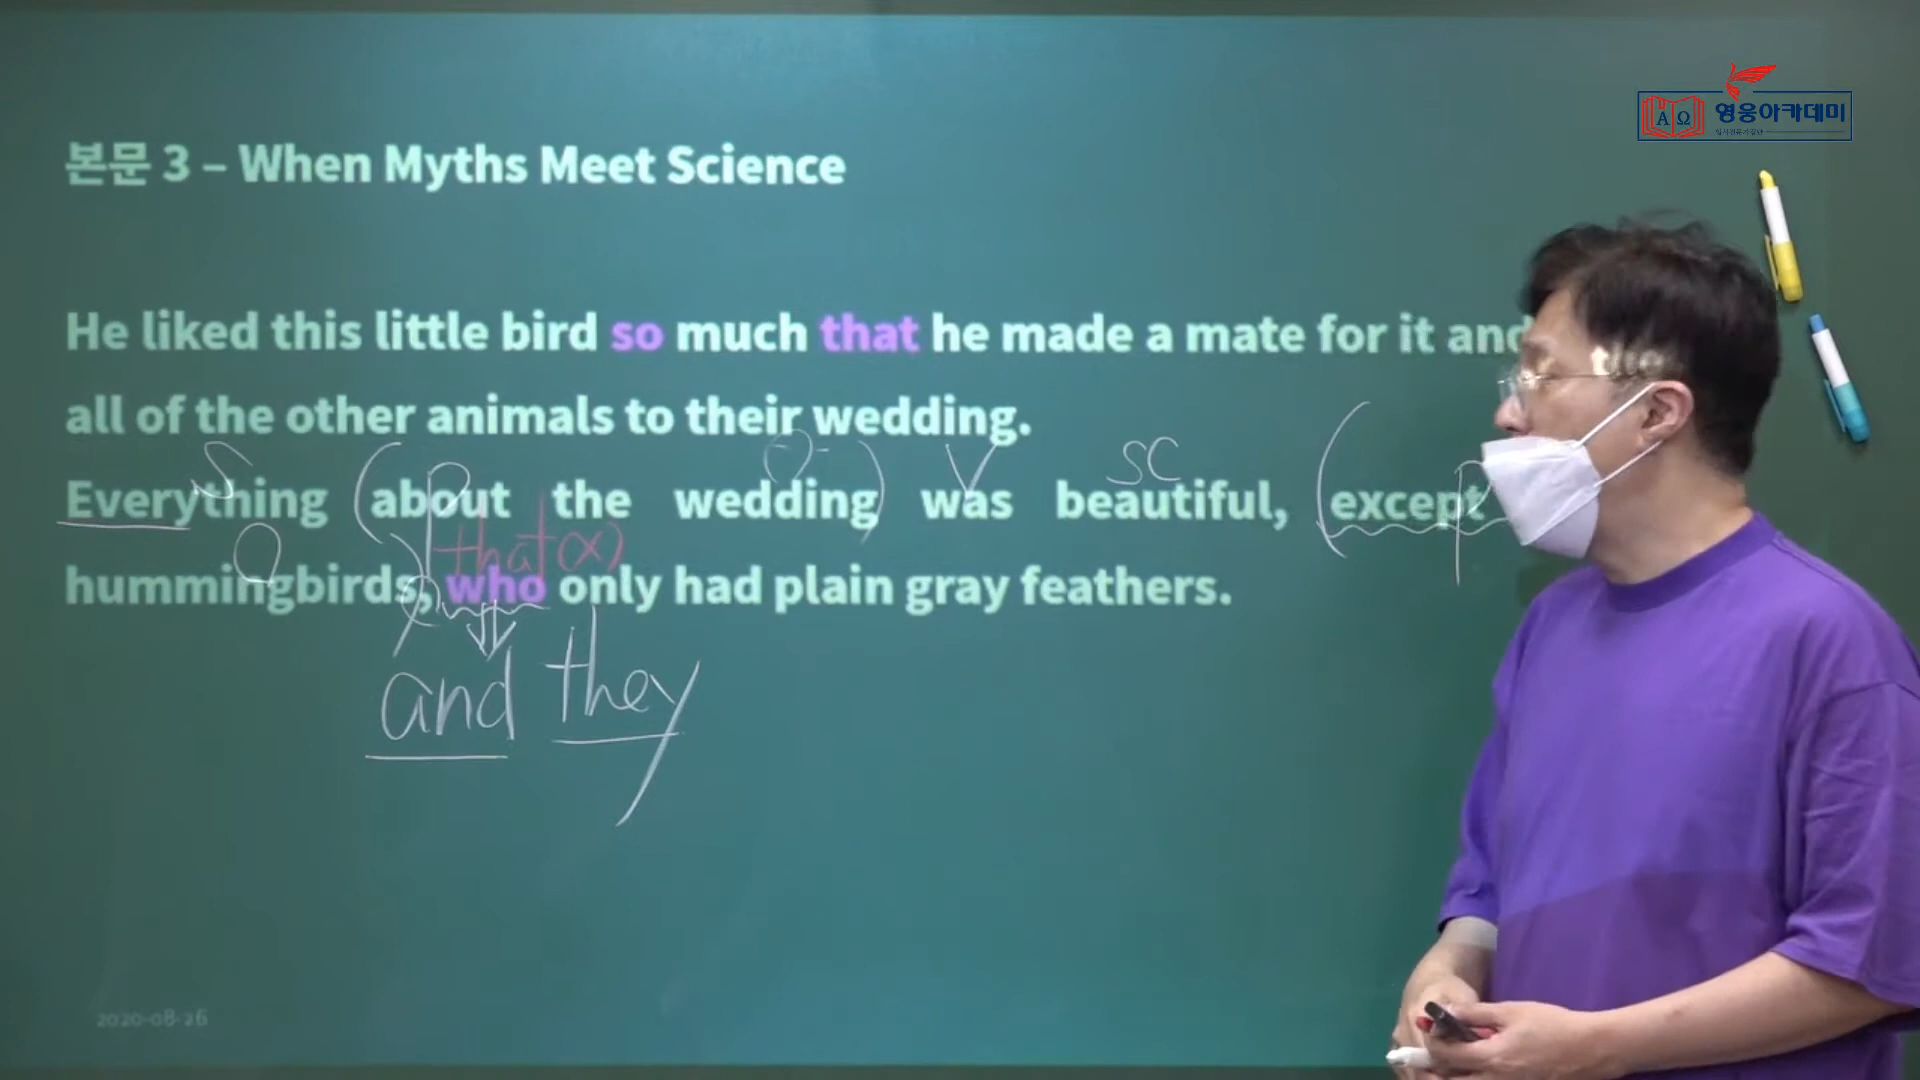 영웅아카데미
A Ω
본문 3 – When Myths Meet Science
He liked this little bird so much that he made a mate for it and
all of the other animals to their wedding.
S P O V SC
Everything (about the wedding) was beautiful, (except
O that(x)
hummingbirds, who only had plain gray feathers.
and they
2020-08-26